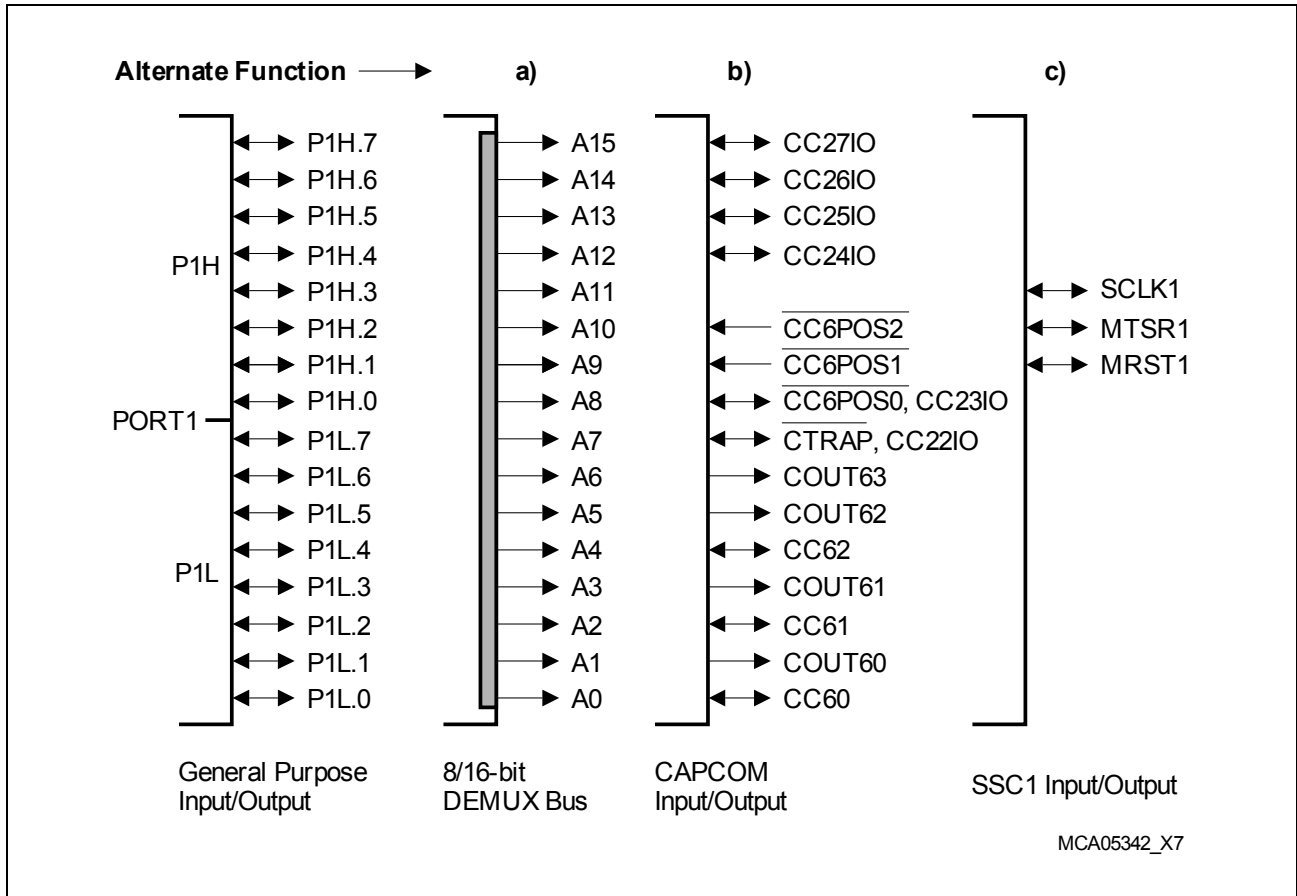 Alternate Function a) b) c)
P1H.7 A15 CC27IO
P1H.6 A14 CC26IO
P1H.5 A13 CC25IO
P1H.4 A12 CC24IO
P1H
P1H.3 A11 SCLK1
P1H.2 A10 CC6POS2 MTSR1
P1H.1 A9 CC6POS1 MRST1
P1H.0 A8 CC6POS0, CC23IO
PORT1
P1L.7 A7 CTRAP, CC22IO
P1L.6 A6 COUT63
P1L.5 A5 COUT62
P1L.4 A4 CC62
P1L
P1L.3 A3 COUT61
P1L.2 A2 CC61
P1L.1 A1 COUT60
P1L.0 A0 CC60
General Purpose 8/16-bit CAPCOM SSC1 Input/Output
Input/Output DEMUX Bus Input/Output
MCA05342_X7